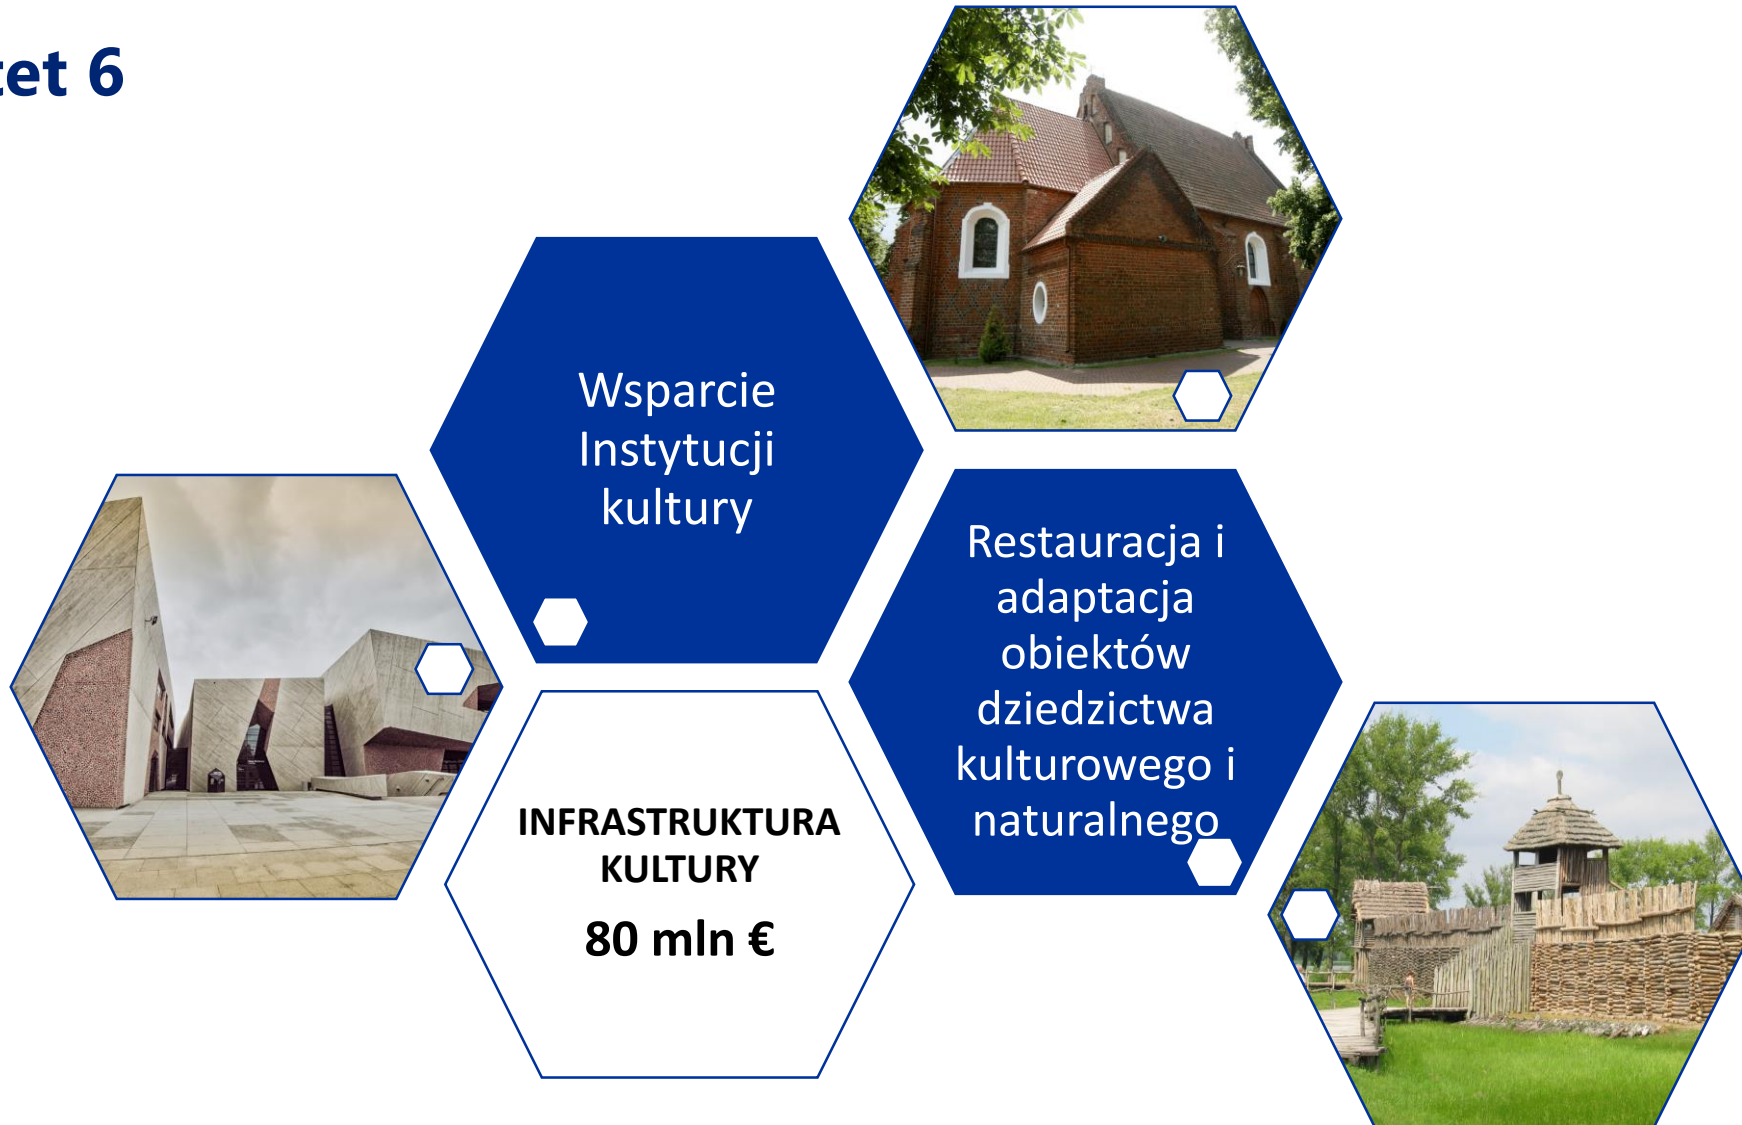 tet 6
Wsparcie
Instytucji
kultury
Restauracja i
adaptacja
obiektów
dziedzictwa
kulturowego i
naturalnego
INFRASTRUKTURA
KULTURY
80 mln €